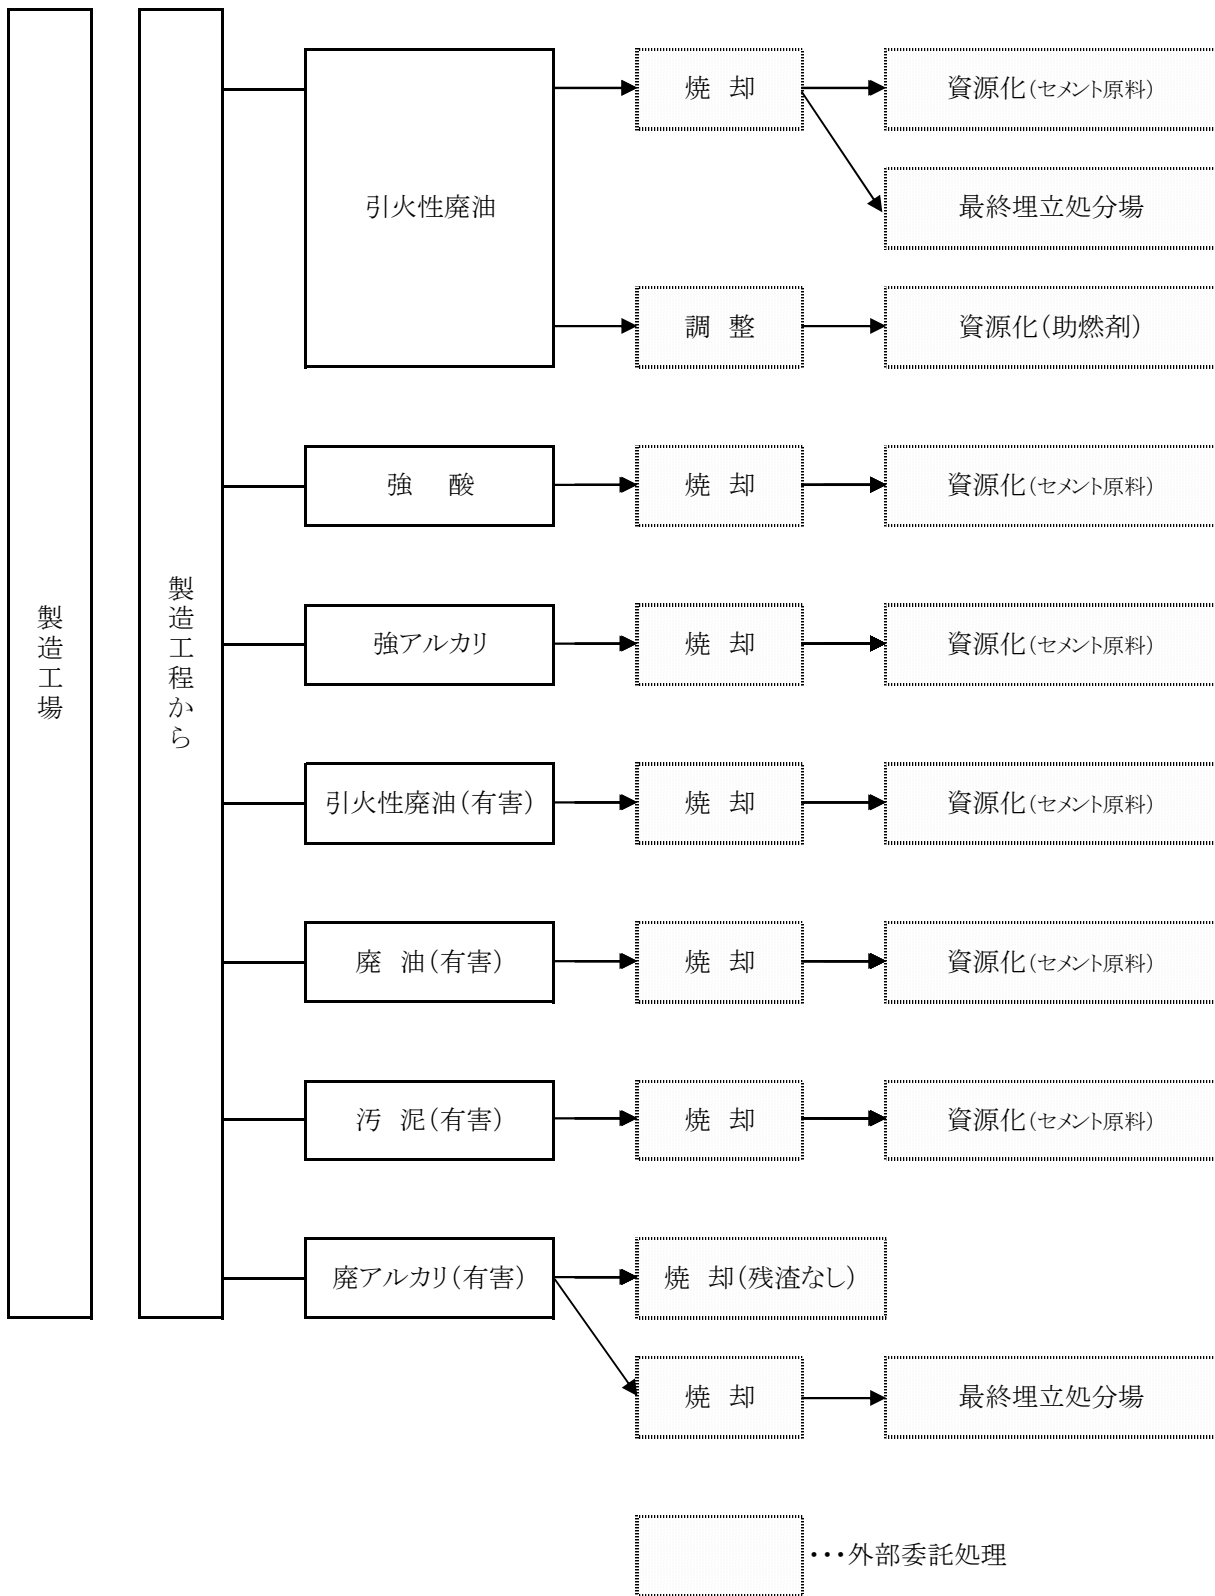 製造工場
製造工程から
引火性廃油
焼　却
資源化(セメント原料)
最終埋立処分場
調　整
資源化(助燃剤)
強　酸
焼　却
資源化(セメント原料)
強アルカリ
焼　却
資源化(セメント原料)
引火性廃油(有害)
焼　却
資源化(セメント原料)
廃　油(有害)
焼　却
資源化(セメント原料)
汚　泥(有害)
焼　却
資源化(セメント原料)
廃アルカリ(有害)
焼　却(残渣なし)
焼　却
最終埋立処分場
･･･外部委託処理